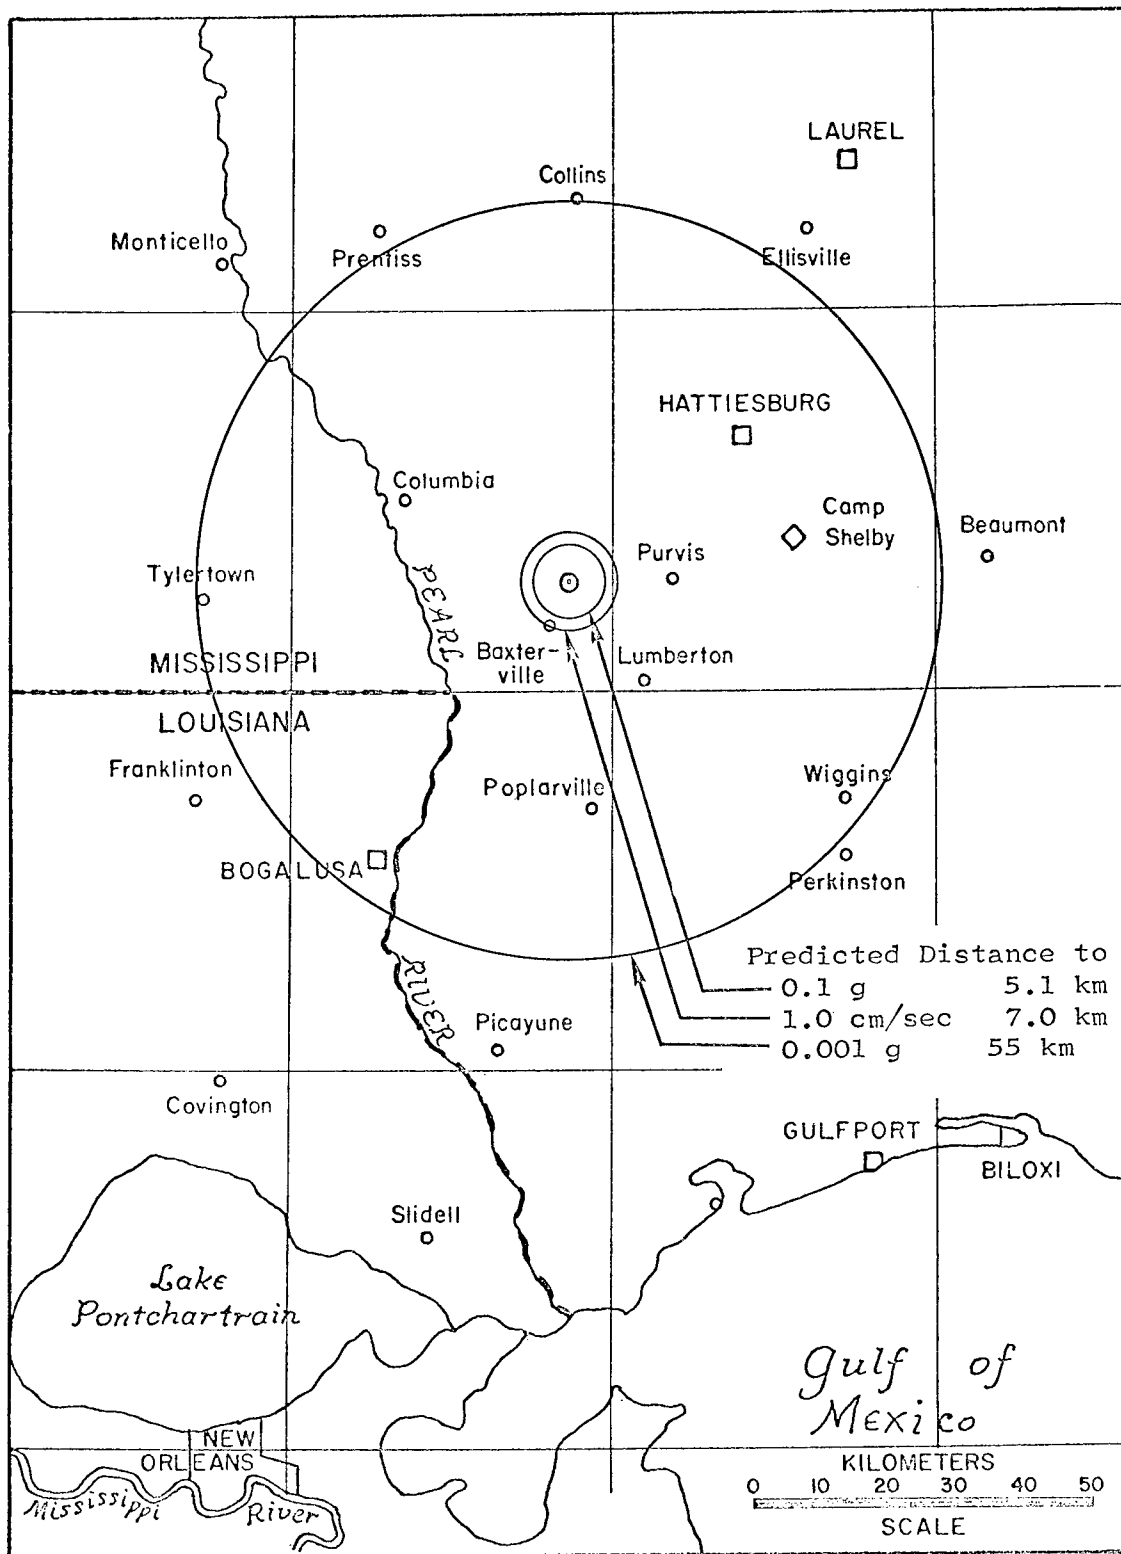 LAUREL
Collins
Monticello
Prentiss
Ellisville
HATTIESBURG
Columbia
Camp
Shelby
Beaumont
Purvis
Tylertown
PEARL
Baxter-
ville
Lumberton
MISSISSIPPI
LOUISIANA
Franklinton
Poplarville
Wiggins
BOGALUSA
Perkinston
Predicted Distance to
0.1 g 5.1 km
1.0 cm/sec 7.0 km
0.001 g 55 km
RIVER
Picayune
Covington
GULFPORT
BILOXI
Slidell
Lake
Pontchartrain
Gulf of
Mexico
NEW
ORLEANS
Mississippi River
KILOMETERS
0 10 20 30 40 50
SCALE